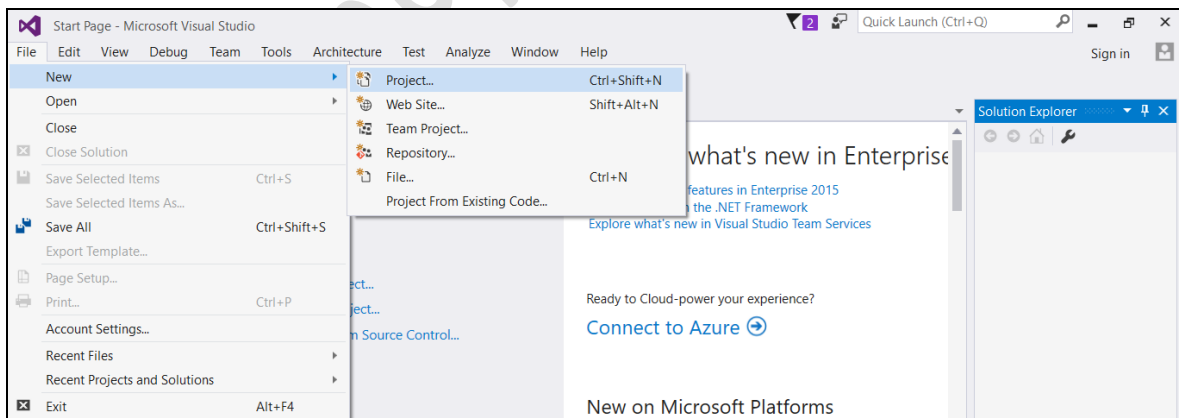 Start Page - Microsoft Visual Studio
2
Quick Launch (Ctrl+Q)
File Edit View Debug Team Tools Architecture Test Analyze Window Help
Sign in
New
Open
Close
Close Solution
Save Selected Items Ctrl+S
Save Selected Items As...
Save All Ctrl+Shift+S
Export Template...
Page Setup...
Print... Ctrl+P
Account Settings...
Recent Files
Recent Projects and Solutions
Exit Alt+F4
Project... Ctrl+Shift+N
Web Site... Shift+Alt+N
Team Project...
Repository...
File... Ctrl+N
Project From Existing Code...
what's new in Enterprise
features in Enterprise 2015
the .NET Framework
Explore what's new in Visual Studio Team Services
Source Control...
Ready to Cloud-power your experience?
Connect to Azure
New on Microsoft Platforms
Solution Explorer